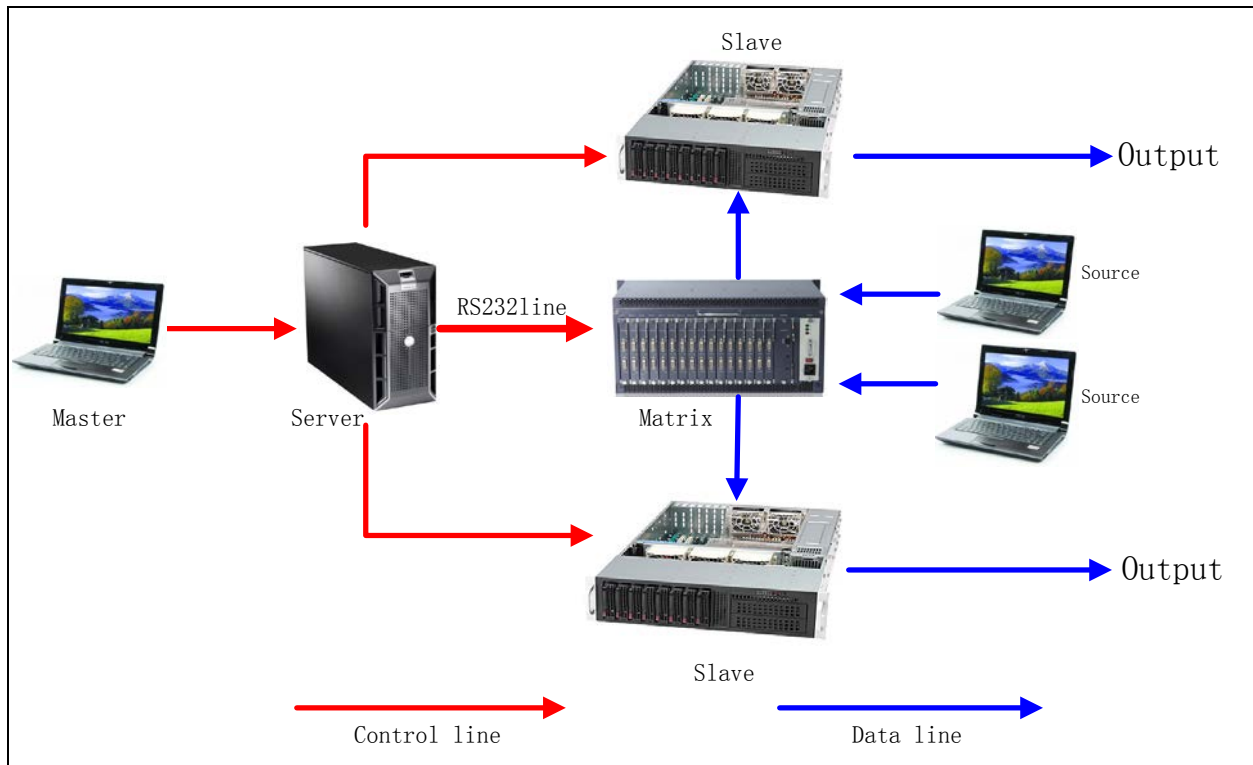 Slave
Output
Source
RS232line
Source
Master
Server
Matrix
Output
Slave
Control line
Data line